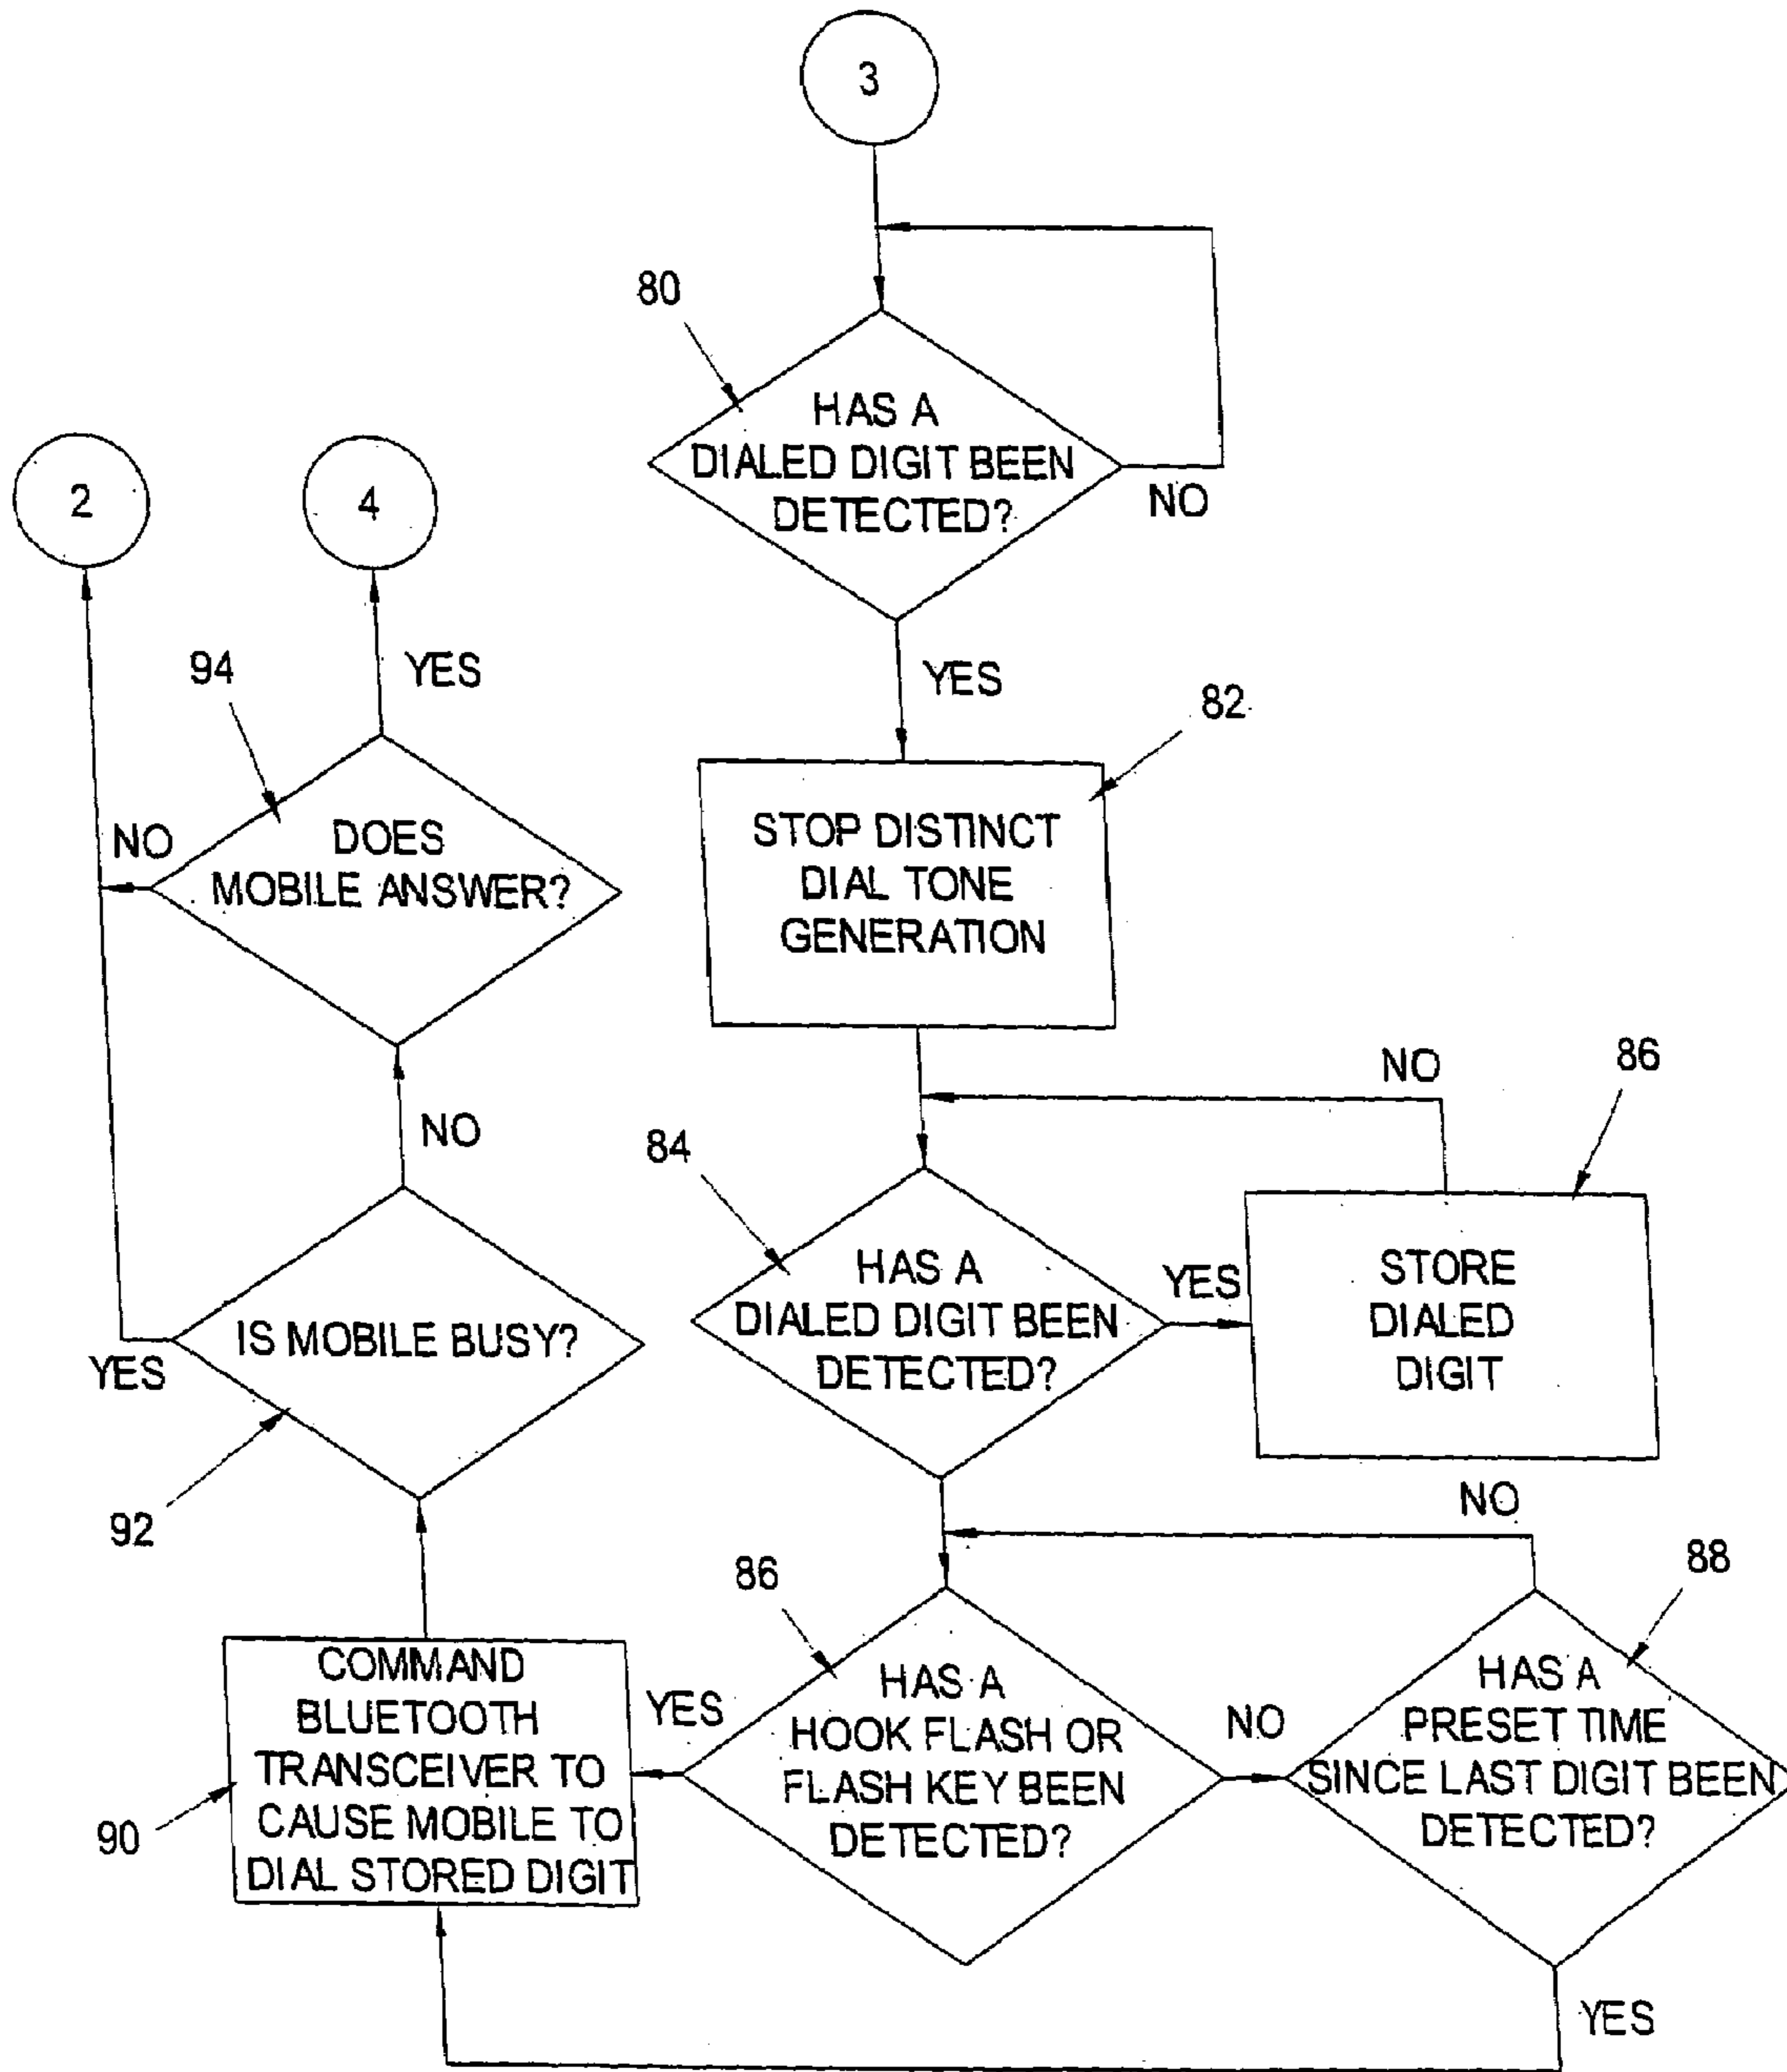 3
80
HAS A
DIALED DIGIT BEEN
DETECTED?
NO
2
4
YES
94
YES
82
NO
DOES
MOBILE ANSWER?
STOP DISTINCT
DIAL TONE
GENERATION
NO
86
NO
84
HAS A
DIALED DIGIT BEEN
DETECTED?
YES
STORE
DIALED
DIGIT
IS MOBILE BUSY?
YES
92
NO
86
88
COMMAND
BLUETOOTH
TRANSCEIVER TO
CAUSE MOBILE TO
DIAL STORED DIGIT
90
YES
HAS A
HOOK FLASH OR
FLASH KEY BEEN
DETECTED?
NO
HAS A
PRESET TIME
SINCE LAST DIGIT BEEN
DETECTED?
YES